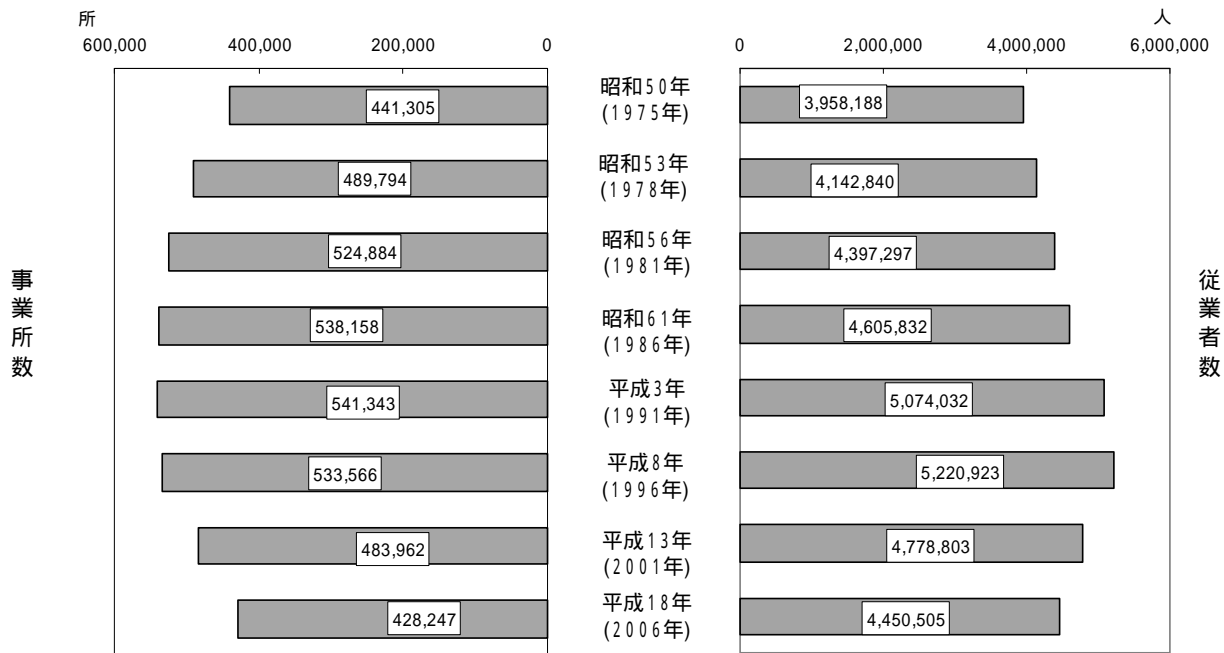 所
人
600,000
400,000
200,000
0
0
2,000,000
4,000,000
6,000,000
441,305
昭和50年
(1975年)
3,958,188
489,794
昭和53年
(1978年)
4,142,840
524,884
昭和56年
(1981年)
4,397,297
事業所数
従業者数
538,158
昭和61年
(1986年)
4,605,832
541,343
平成3年
(1991年)
5,074,032
533,566
平成8年
(1996年)
5,220,923
483,962
平成13年
(2001年)
4,778,803
428,247
平成18年
(2006年)
4,450,505